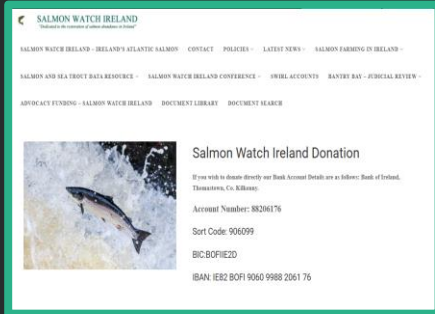 SALMON WATCH IRELAND
"Dedicated to the restoration of salmon abundance in Ireland"
SALMON WATCH IRELAND – IRELAND'S ATLANTIC SALMON CONTACT POLICIES LATEST NEWS SALMON FARMING IN IRELAND
SALMON AND SEA TROUT DATA RESOURCE SALMON WATCH IRELAND CONFERENCE SWIRL ACCOUNTS BANTRY BAY – JUDICIAL REVIEW
ADVOCACY FUNDING – SALMON WATCH IRELAND DOCUMENT LIBRARY DOCUMENT SEARCH
Salmon Watch Ireland Donation
If you wish to donate directly our Bank Account Details are as follows: Bank of Ireland,
Thomastown, Co. Kilkenny.
Account Number: 88206176
Sort Code: 906099
BIC:BOFIIE2D
IBAN: IE82 BOFI 9060 9988 2061 76